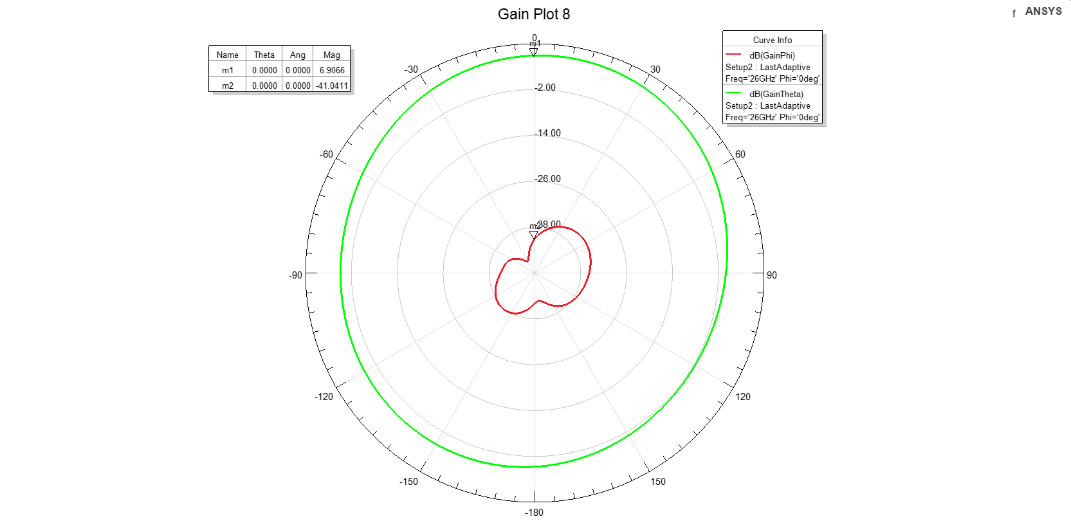 Gain Plot 8
f ANSYS
Name Theta Ang Mag
m1 0.0000 0.0000 6.9066
m2 0.0000 0.0000 -41.0411
Curve Info
dB(GainPhi)
Setup2 : LastAdaptive
Freq='26GHz' Phi='0deg'
dB(GainTheta)
Setup2 : LastAdaptive
Freq='26GHz' Phi='0deg'
0
m1
-30
30
-2.00
-14.00
-60
60
-26.00
m2
-38.00
-90
90
-120
120
-150
150
-180